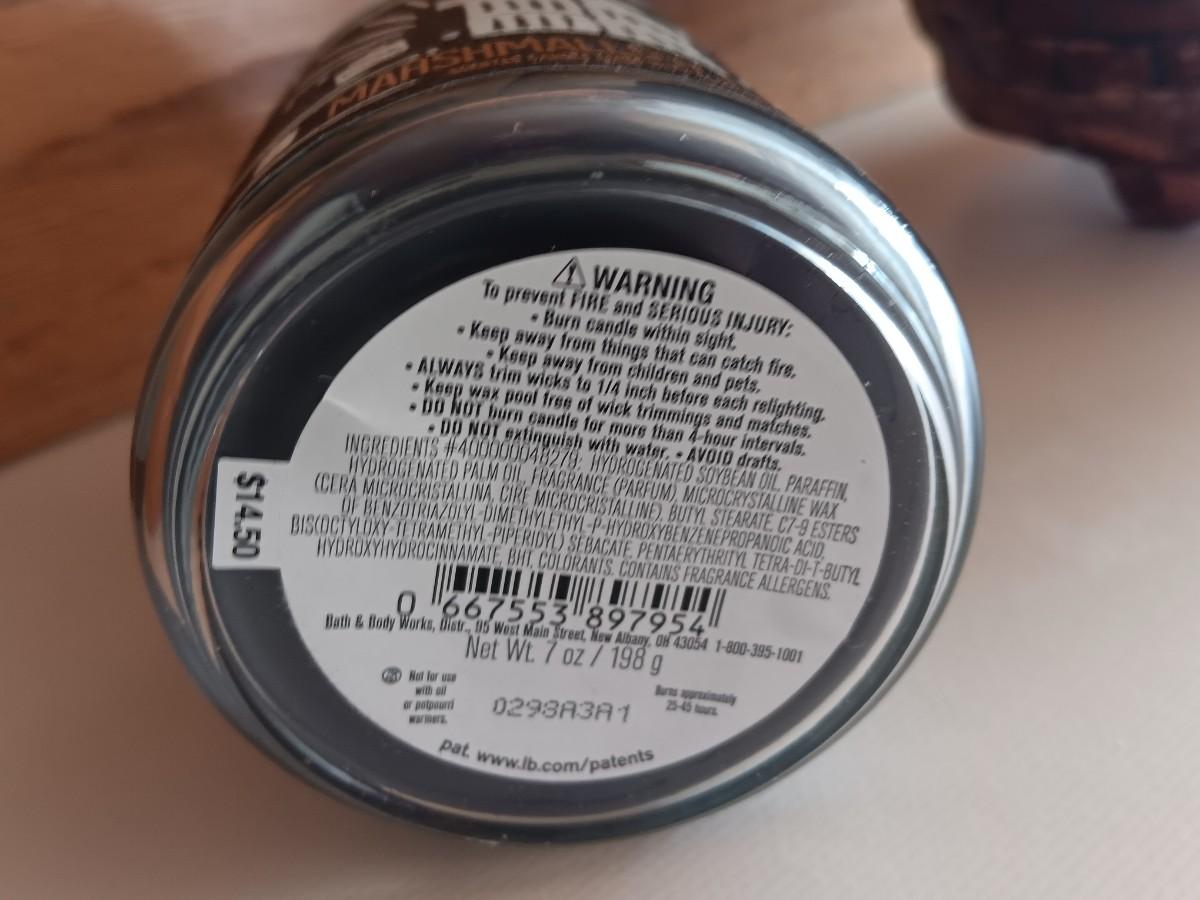 MARSHMALL
WARNING
To prevent FIRE and SERIOUS INJURY:
• Burn candle within sight.
• Keep away from things that can catch fire.
• Keep away from children and pets.
• ALWAYS trim wicks to 1/4 inch before each relighting.
• Keep wax pool free of wick trimmings and matches.
• DO NOT burn candle for more than 4-hour intervals.
• DO NOT extinguish with water. • AVOID drafts.
INGREDIENTS #40000048279: HYDROGENATED SOYBEAN OIL, PARAFFIN,
HYDROGENATED PALM OIL, FRAGRANCE (PARFUM), MICROCRYSTALLINE WAX
(CERA MICROCRISTALLINA, CIRE MICROCRISTALLINE), BUTYL STEARATE, C7-9 ESTERS
OF BENZOTRIAZOLYL-DIMETHYLETHYL-P-HYDROXYBENZENEPROPANOIC ACID,
BIS(OCTYLOXY-TETRAMETHYL-PIPERIDYL) SEBACATE, PENTAERYTHRITYL TETRA-DI-T-BUTYL
HYDROXYHYDROCINNAMATE, BHT, COLORANTS. CONTAINS FRAGRANCE ALLERGENS.
$14.50
0 667553 897954
Bath & Body Works, Distr., 95 West Main Street, New Albany, OH 43054 1-800-395-1001
Net Wt. 7 oz / 198 g
Not for use
with oil
or potpourri
warmers.
0298A3A1
Burns approximately
25-45 hours.
pat. www.lb.com/patents